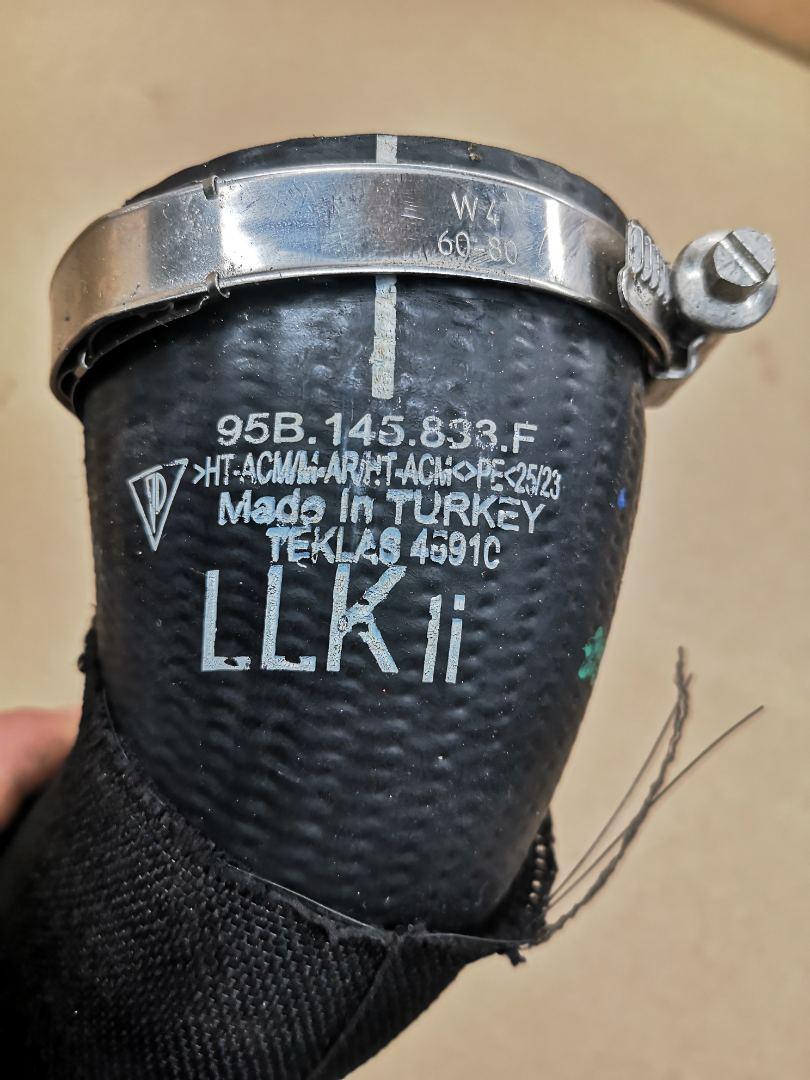 W4
60-80
95B.145.833.F
>HT-ACM/M-AR/HT-ACM<>PE<25/23
Made in TURKEY
TEKLAS 4591C
LLK li